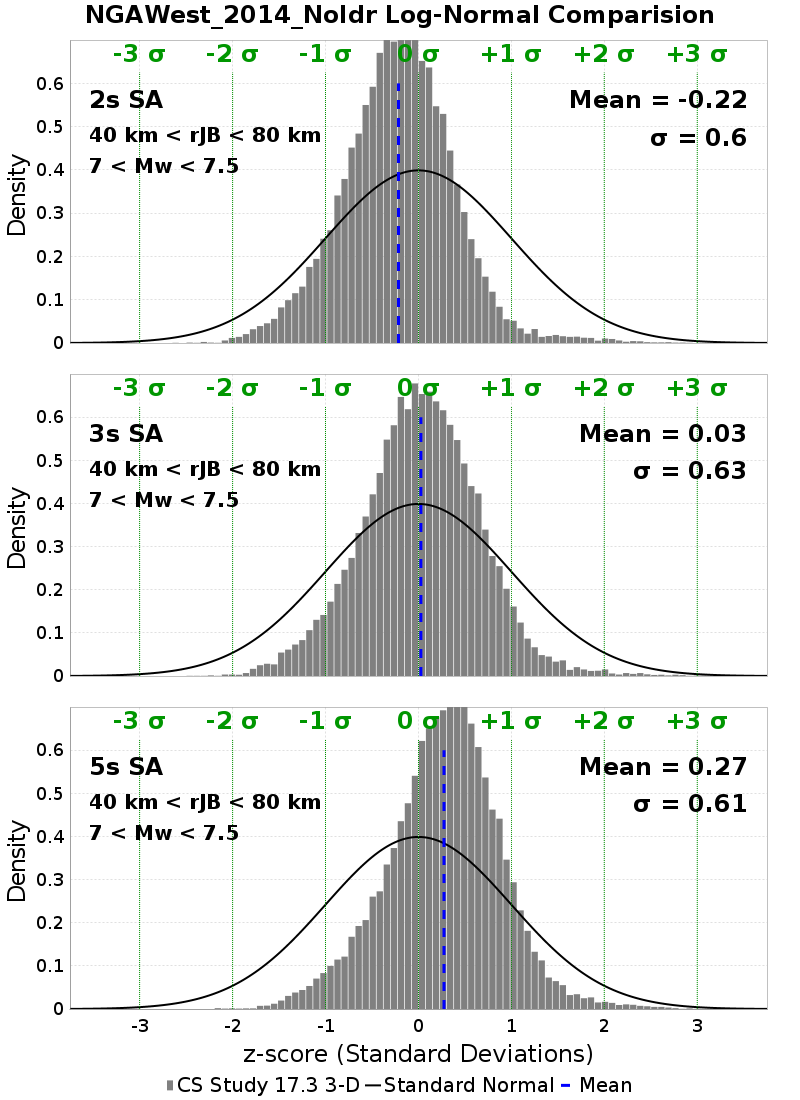 NGAWest_2014_NoIdr Log-Normal Comparision
-3 σ -2 σ -1 σ 0 σ +1 σ +2 σ +3 σ
2s SA
40 km < rJB < 80 km
7 < Mw < 7.5
Mean = -0.22
σ = 0.6
Density
0.6
0.5
0.4
0.3
0.2
0.1
0
-3 σ -2 σ -1 σ 0 σ +1 σ +2 σ +3 σ
3s SA
40 km < rJB < 80 km
7 < Mw < 7.5
Mean = 0.03
σ = 0.63
Density
0.6
0.5
0.4
0.3
0.2
0.1
0
-3 σ -2 σ -1 σ 0 σ +1 σ +2 σ +3 σ
5s SA
40 km < rJB < 80 km
7 < Mw < 7.5
Mean = 0.27
σ = 0.61
Density
0.6
0.5
0.4
0.3
0.2
0.1
0
-3 -2 -1 0 1 2 3
z-score (Standard Deviations)
CS Study 17.3 3-D Standard Normal Mean